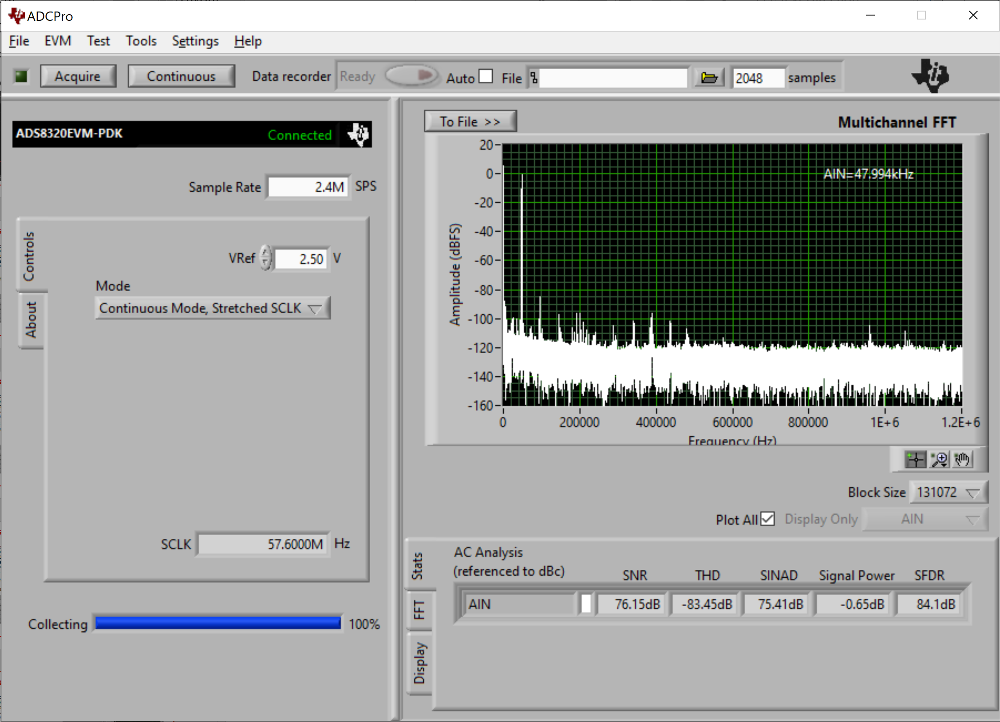 ADCPro
File EVM Test Tools Settings Help
Acquire Continuous Data recorder Ready Auto File 2048 samples
ADS8320EVM-PDK Connected
Sample Rate 2.4M SPS
Controls
About
VRef 2.50 V
Mode
Continuous Mode, Stretched SCLK
SCLK 57.6000M Hz
Collecting 100%
To File >>
Multichannel FFT
AIN=47.994kHz
Amplitude (dBFS)
20
0
-20
-40
-60
-80
-100
-120
-140
-160
0 200000 400000 600000 800000 1E+6 1.2E+6
Frequency (Hz)
Block Size 131072
Plot All Display Only AIN
Stats
FFT
Display
AC Analysis
(referenced to dBc) SNR THD SINAD Signal Power SFDR
AIN 76.15dB -83.45dB 75.41dB -0.65dB 84.1dB